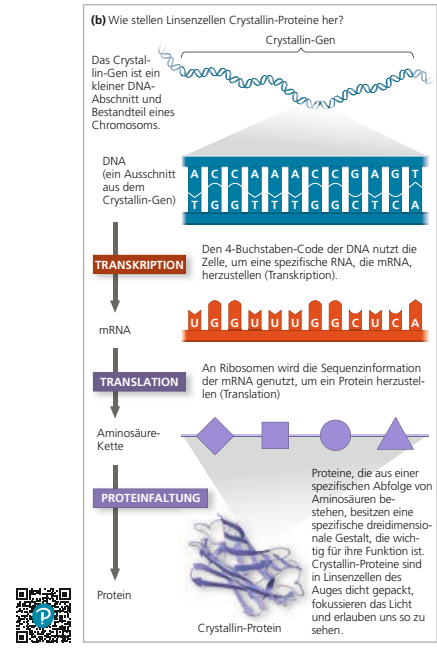 (b) Wie stellen Linsenzellen Crystallin-Proteine her?
Crystallin-Gen
Das Crystal-
lin-Gen ist ein
kleiner DNA-
Abschnitt und
Bestandteil eines
Chromosoms.
DNA
(ein Ausschnitt
aus dem
Crystallin-Gen)
A C C A A A C C G A G T
T G G T T T G G C T C A
Den 4-Buchstaben-Code der DNA nutzt die
Zelle, um eine spezifische RNA, die mRNA,
herzustellen (Transkription).
TRANSKRIPTION
U G G U U U G G C U C A
mRNA
An Ribosomen wird die Sequenzinformation
der mRNA genutzt, um ein Protein herzustel-
len (Translation)
TRANSLATION
Aminosäure-
Kette
PROTEINFALTUNG
Proteine, die aus einer
spezifischen Abfolge von
Aminosäuren be-
stehen, besitzen eine
spezifische dreidimensio-
nale Gestalt, die wich-
tig für ihre Funktion ist.
Crystallin-Proteine sind
in Linsenzellen des
Auges dicht gepackt,
fokussieren das Licht
und erlauben uns so zu
sehen.
Protein
Crystallin-Protein
P